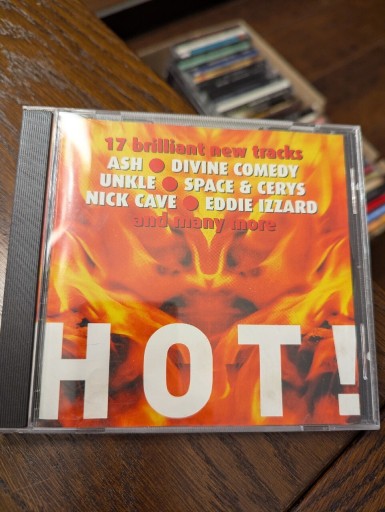 17 brilliant new tracks
ASH ● DIVINE COMEDY
UNKLE ● SPACE & CERYS
NICK CAVE ● EDDIE IZZARD
and many more
HOT!